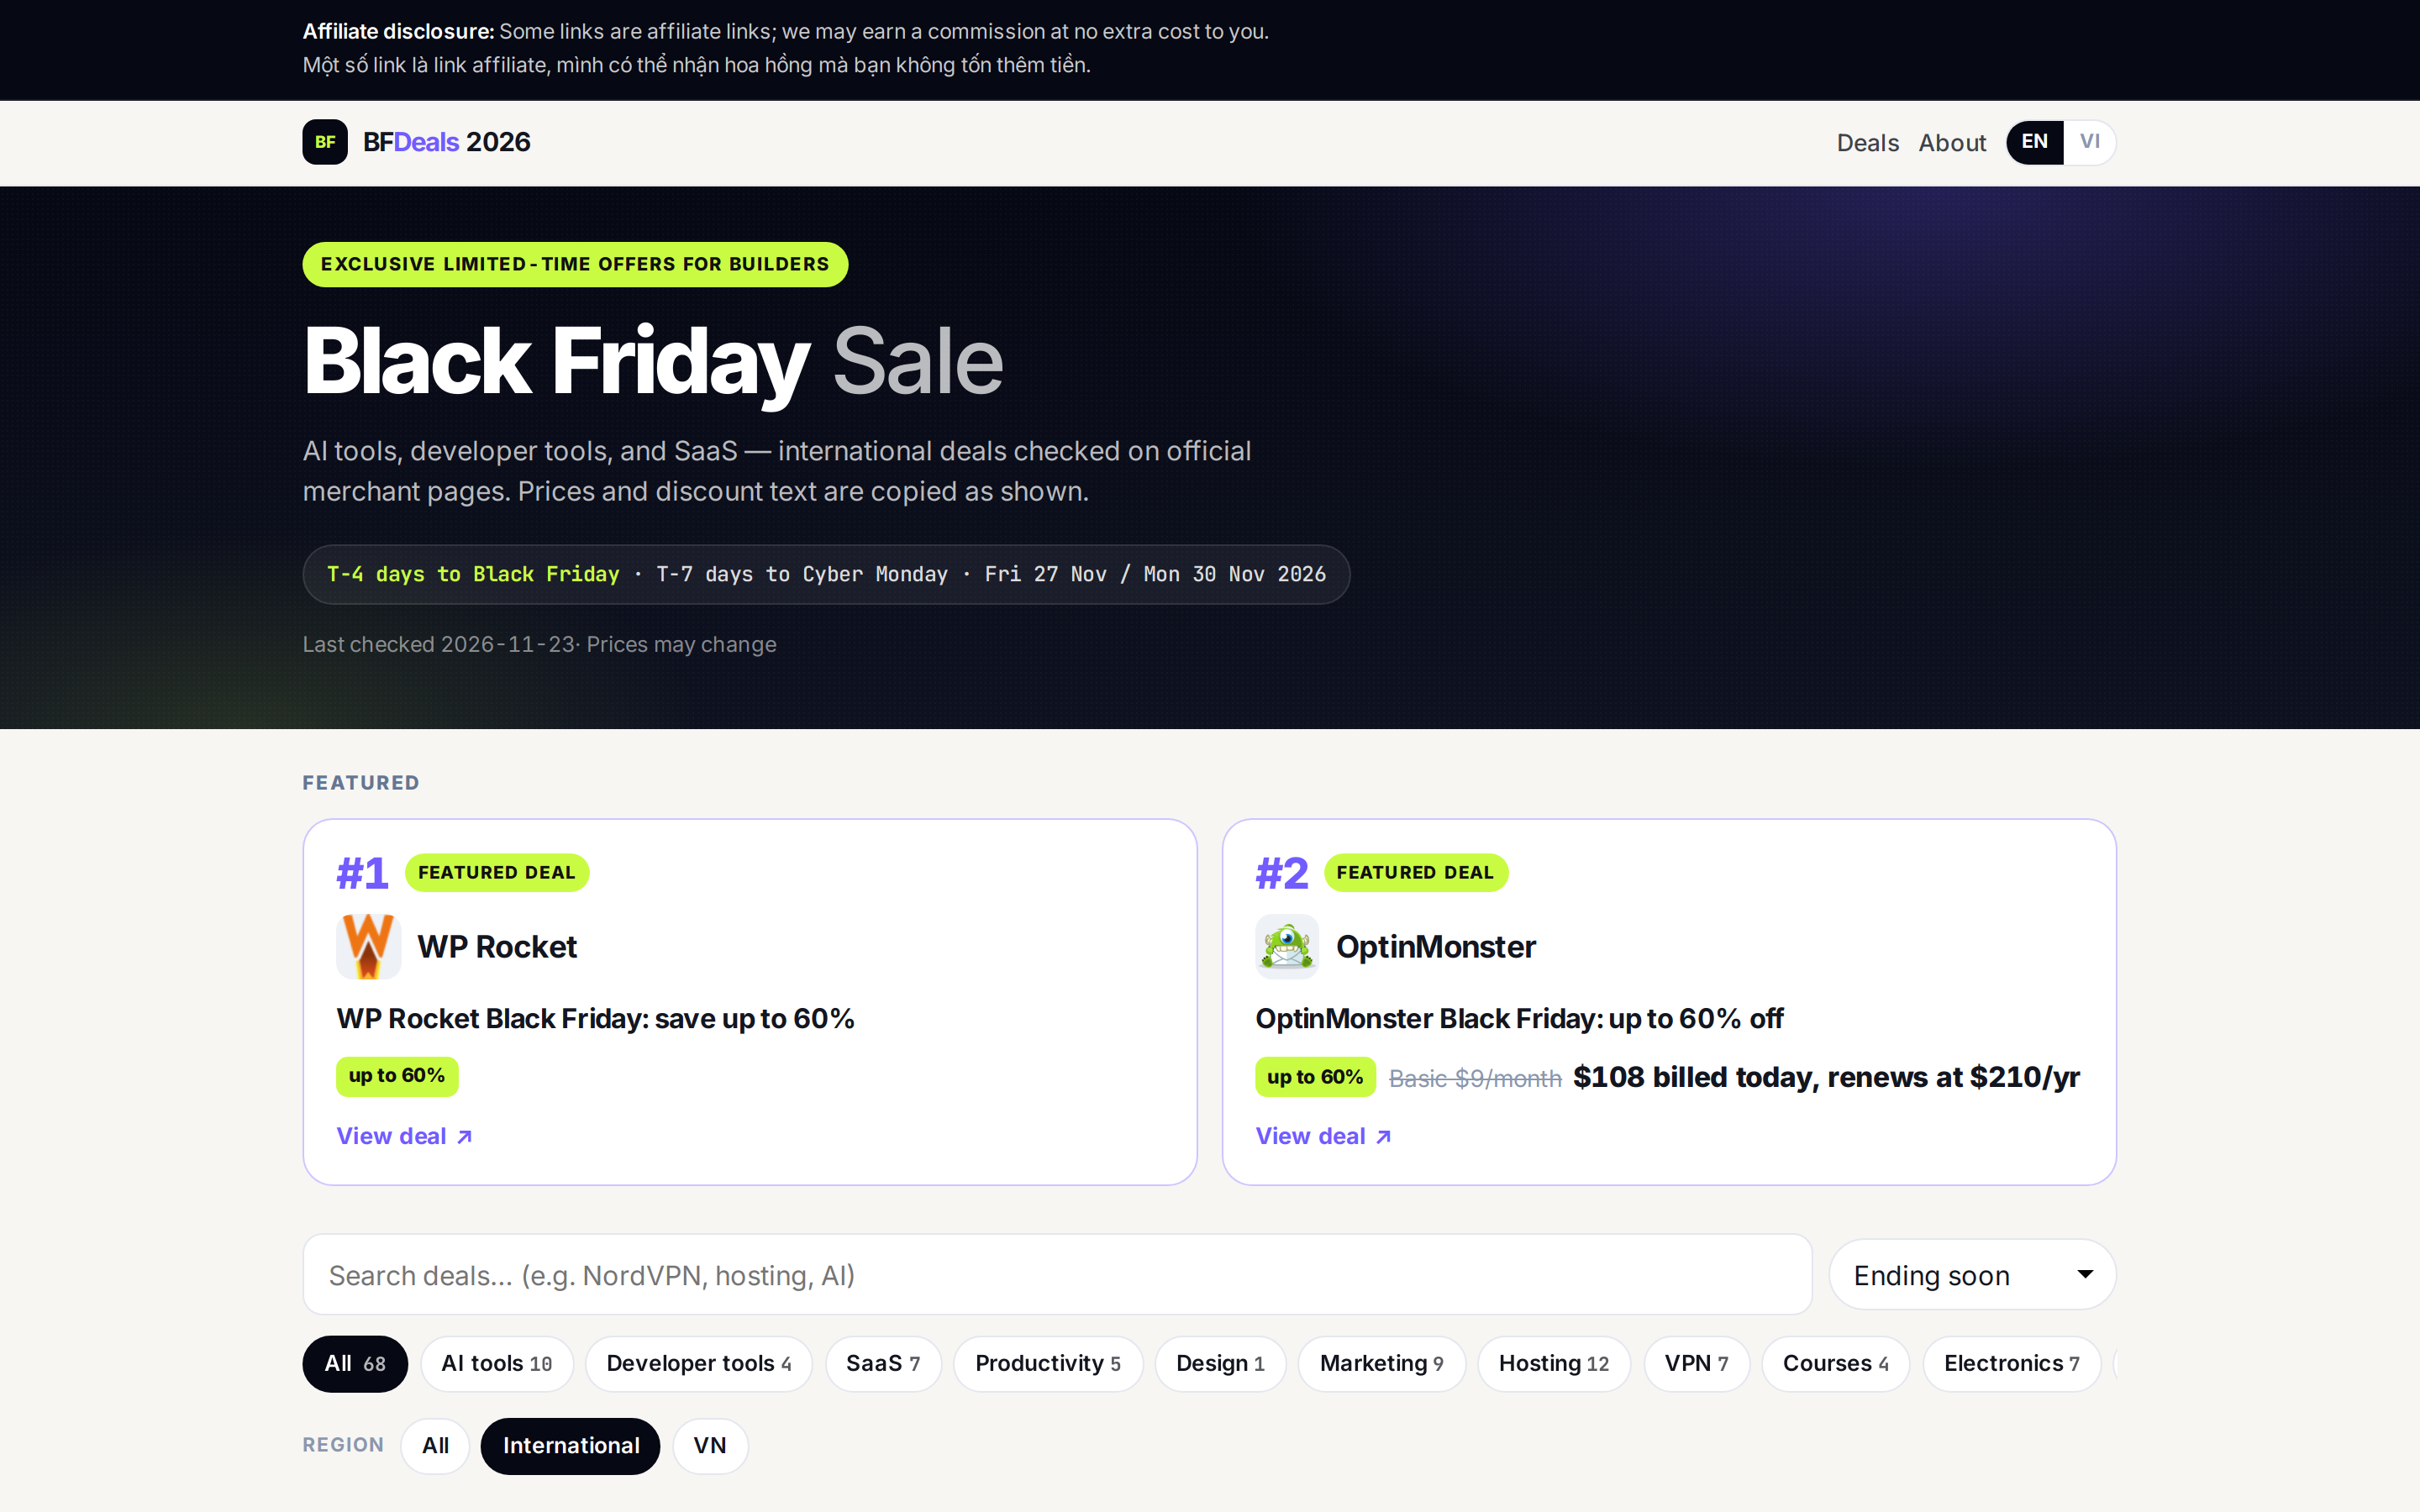 Affiliate disclosure: Some links are affiliate links; we may earn a commission at no extra cost to you.
Một số link là link affiliate, mình có thể nhận hoa hồng mà bạn không tốn thêm tiền.
BF BFDeals 2026
Deals About EN VI
EXCLUSIVE LIMITED-TIME OFFERS FOR BUILDERS
Black Friday Sale
AI tools, developer tools, and SaaS — international deals checked on official
merchant pages. Prices and discount text are copied as shown.
T-4 days to Black Friday · T-7 days to Cyber Monday · Fri 27 Nov / Mon 30 Nov 2026
Last checked 2026-11-23· Prices may change
FEATURED
#1 FEATURED DEAL
WP Rocket
WP Rocket Black Friday: save up to 60%
up to 60%
View deal ↗
#2 FEATURED DEAL
OptinMonster
OptinMonster Black Friday: up to 60% off
up to 60% Basic $9/month $108 billed today, renews at $210/yr
View deal ↗
Search deals... (e.g. NordVPN, hosting, AI)
Ending soon
All 68 AI tools 10 Developer tools 4 SaaS 7 Productivity 5 Design 1 Marketing 9 Hosting 12 VPN 7 Courses 4 Electronics 7
REGION All International VN